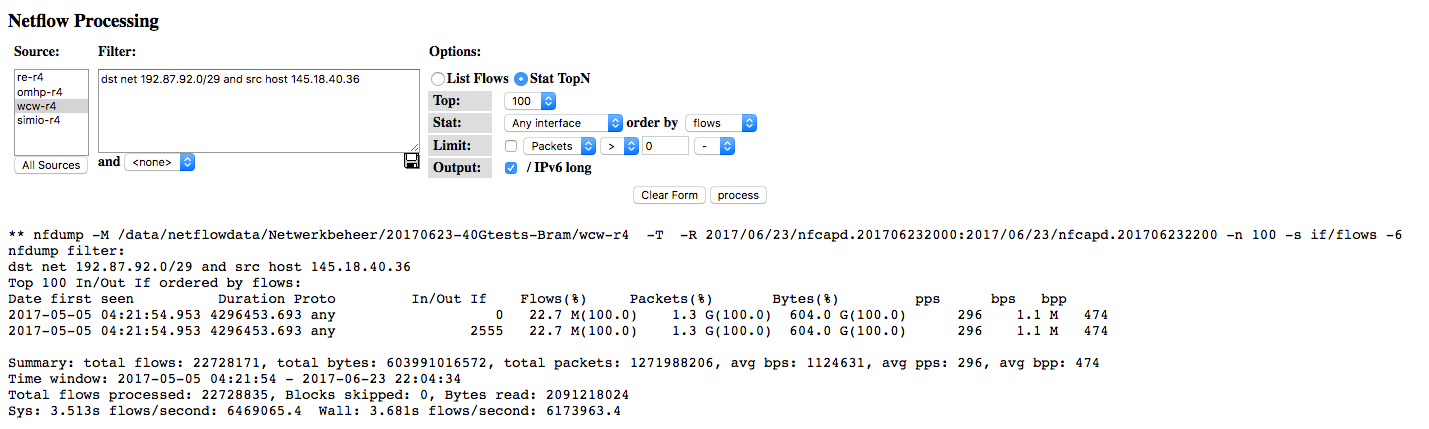 Netflow Processing
Source: Filter: Options:
re-r4
omhp-r4
wcw-r4
simio-r4
All Sources
dst net 192.87.92.0/29 and src host 145.18.40.36
and <none>
List Flows Stat TopN
Top: 100
Stat: Any interface order by flows
Limit: Packets > 0 -
Output: / IPv6 long
Clear Form process
** nfdump -M /data/netflowdata/Netwerkbeheer/20170623-40Gtests-Bram/wcw-r4 -T -R 2017/06/23/nfcapd.201706232000:2017/06/23/nfcapd.201706232200 -n 100 -s if/flows -6
nfdump filter:
dst net 192.87.92.0/29 and src host 145.18.40.36
Top 100 In/Out If ordered by flows:
Date first seen Duration Proto In/Out If Flows(%) Packets(%) Bytes(%) pps bps bpp
2017-05-05 04:21:54.953 4296453.693 any 0 22.7 M(100.0) 1.3 G(100.0) 604.0 G(100.0) 296 1.1 M 474
2017-05-05 04:21:54.953 4296453.693 any 2555 22.7 M(100.0) 1.3 G(100.0) 604.0 G(100.0) 296 1.1 M 474
Summary: total flows: 22728171, total bytes: 603991016572, total packets: 1271988206, avg bps: 1124631, avg pps: 296, avg bpp: 474
Time window: 2017-05-05 04:21:54 - 2017-06-23 22:04:34
Total flows processed: 22728835, Blocks skipped: 0, Bytes read: 2091218024
Sys: 3.513s flows/second: 6469065.4 Wall: 3.681s flows/second: 6173963.4